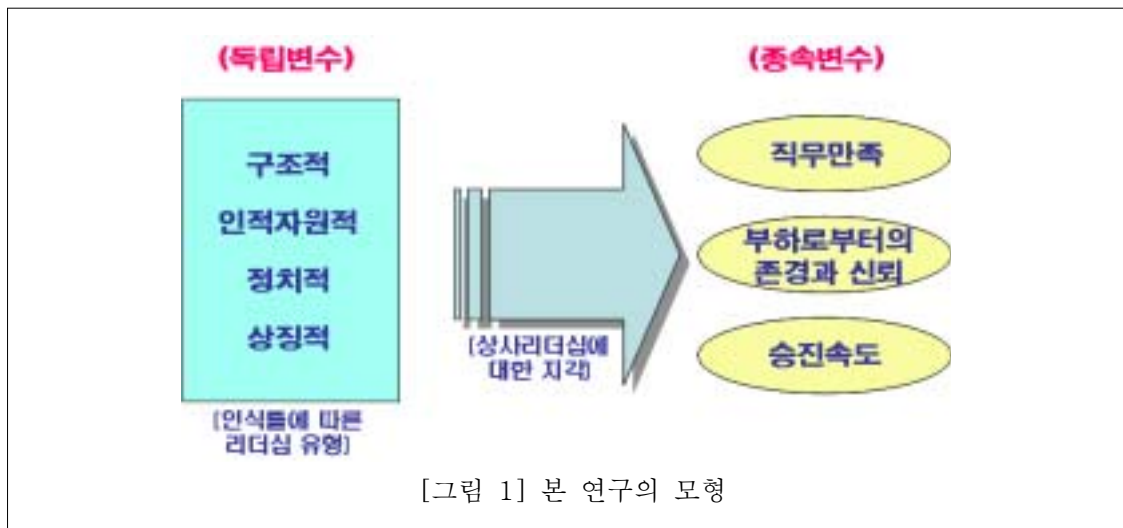 (독립변수)
(종속변수)
구조적
인적자원적
정치적
상징적
[인식틀에 따른
리더십 유형]
[상사리더십에
대한 지각]
직무만족
부하로부터의
존경과 신뢰
승진속도
[그림 1] 본 연구의 모형